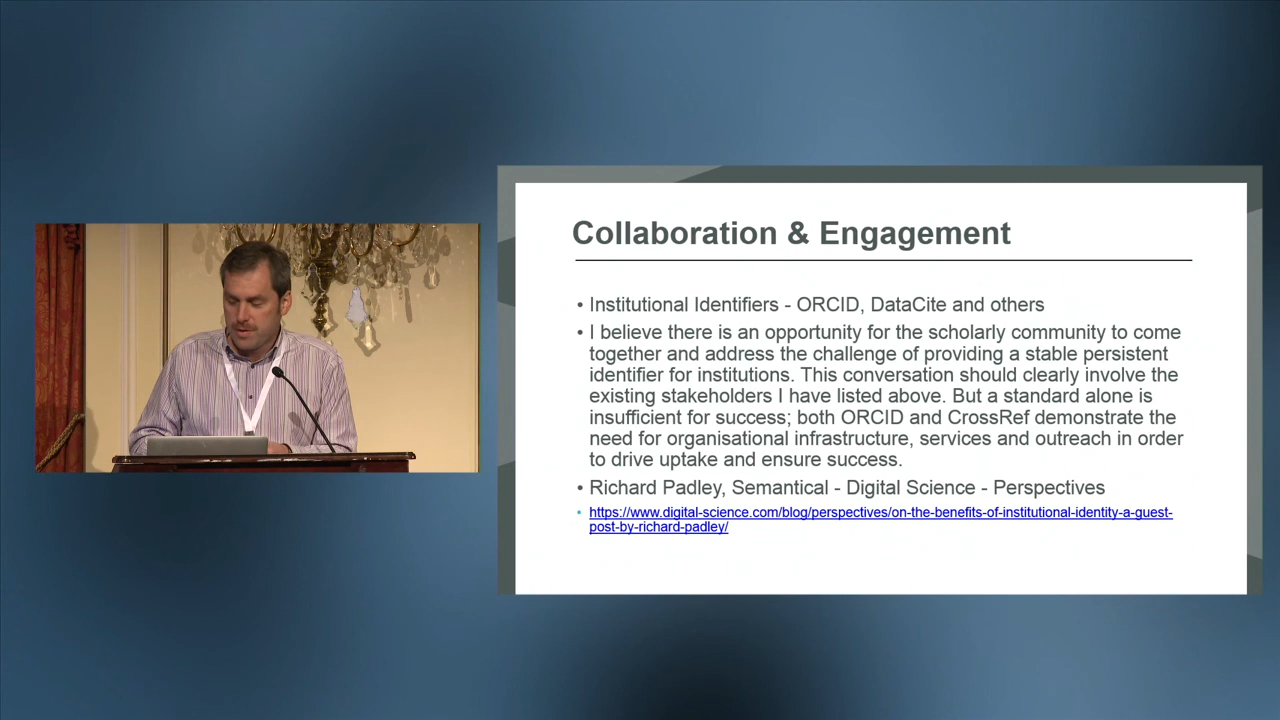 Collaboration & Engagement
• Institutional Identifiers - ORCID, DataCite and others
• I believe there is an opportunity for the scholarly community to come
together and address the challenge of providing a stable persistent
identifier for institutions. This conversation should clearly involve the
existing stakeholders I have listed above. But a standard alone is
insufficient for success; both ORCID and CrossRef demonstrate the
need for organisational infrastructure, services and outreach in order
to drive uptake and ensure success.
• Richard Padley, Semantical - Digital Science - Perspectives
• https://www.digital-science.com/blog/perspectives/on-the-benefits-of-institutional-identity-a-guest-
post-by-richard-padley/